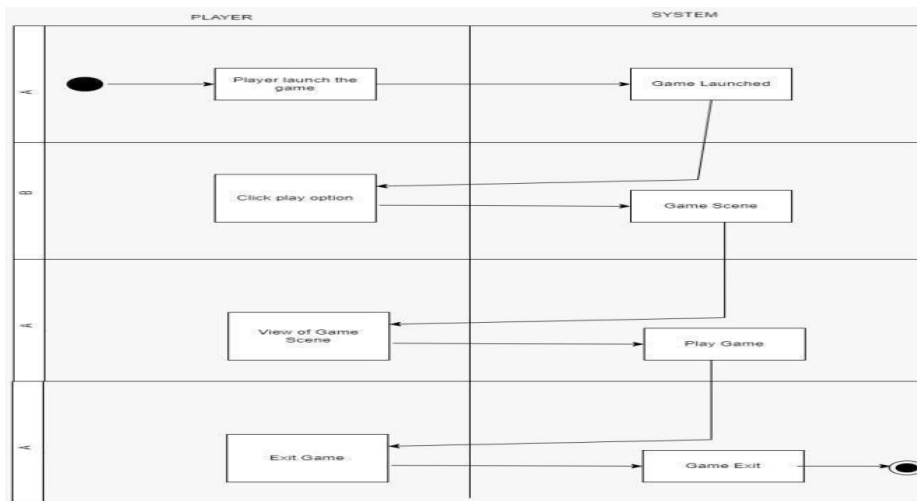 PLAYER
SYSTEM
A
Player launch the
game
Game Launched
B
Click play option
Game Scene
A
View of Game
Scene
Play Game
A
Exit Game
Game Exit